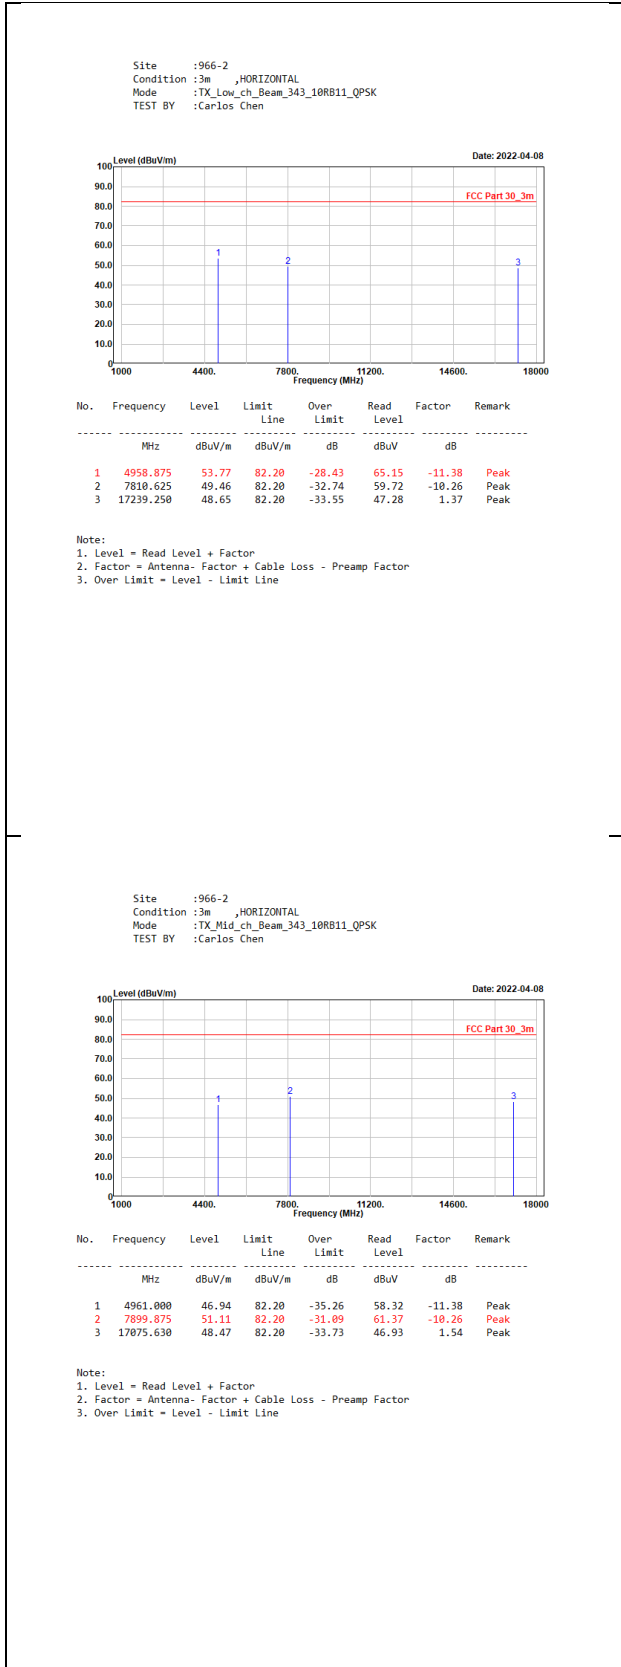 Site      :966-2
Condition :3m    ,HORIZONTAL
Mode      :TX_Low_ch_Beam_343_10RB11_QPSK
TEST BY   :Carlos Chen
Level (dBuV/m) Date: 2022-04-08
100
90.0
FCC Part 30_3m
80.0
70.0
60.0
50.0
40.0
30.0
20.0
10.0
0
1 2 3
1000 4400. 7800. 11200. 14600. 18000
Frequency (MHz)
No. Frequency Level Limit Over Read Factor Remark
Line Limit Level
------ ----------- -------- --------- --------- --------- -------- ---------
MHz dBuV/m dBuV/m dB dBuV dB
1 4958.875 53.77 82.20 -28.43 65.15 -11.38 Peak
2 7810.625 49.46 82.20 -32.74 59.72 -10.26 Peak
3 17239.250 48.65 82.20 -33.55 47.28 1.37 Peak
Note:
1. Level = Read Level + Factor
2. Factor = Antenna- Factor + Cable Loss - Preamp Factor
3. Over Limit = Level - Limit Line
Site      :966-2
Condition :3m    ,HORIZONTAL
Mode      :TX_Mid_ch_Beam_343_10RB11_QPSK
TEST BY   :Carlos Chen
Level (dBuV/m) Date: 2022-04-08
100
90.0
FCC Part 30_3m
80.0
70.0
60.0
50.0
40.0
30.0
20.0
10.0
0
1 2 3
1000 4400. 7800. 11200. 14600. 18000
Frequency (MHz)
No. Frequency Level Limit Over Read Factor Remark
Line Limit Level
------ ----------- -------- --------- --------- --------- -------- ---------
MHz dBuV/m dBuV/m dB dBuV dB
1 4961.000 46.94 82.20 -35.26 58.32 -11.38 Peak
2 7899.875 51.11 82.20 -31.09 61.37 -10.26 Peak
3 17075.630 48.47 82.20 -33.73 46.93 1.54 Peak
Note:
1. Level = Read Level + Factor
2. Factor = Antenna- Factor + Cable Loss - Preamp Factor
3. Over Limit = Level - Limit Line